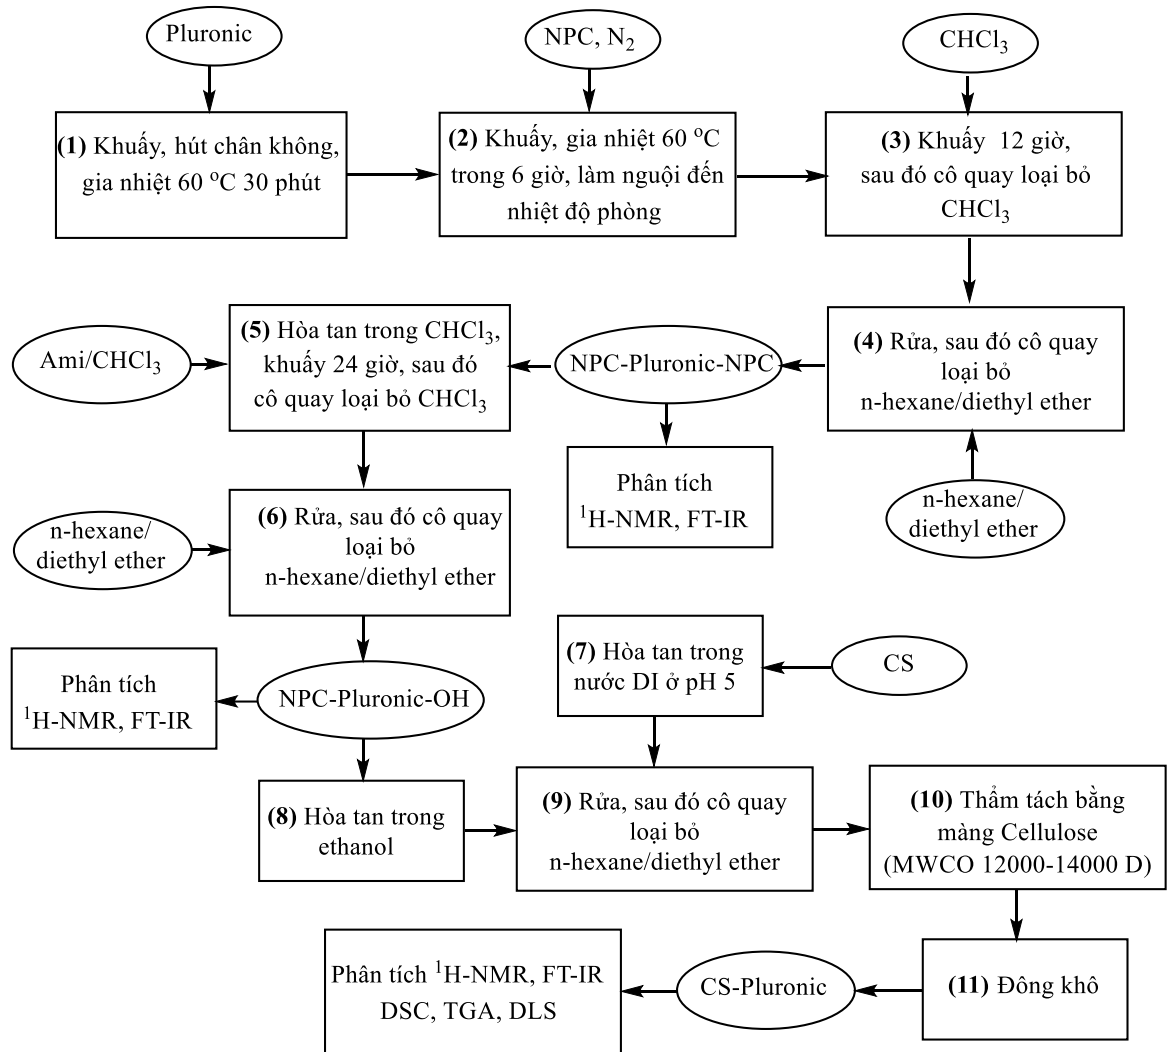 Pluronic
NPC, N₂
CHCl₃
(1) Khuấy, hút chân không,
gia nhiệt 60 °C 30 phút
(2) Khuấy, gia nhiệt 60 °C
trong 6 giờ, làm nguội đến
nhiệt độ phòng
(3) Khuấy 12 giờ,
sau đó cô quay loại bỏ
CHCl₃
Ami/CHCl₃
(5) Hòa tan trong CHCl₃,
khuấy 24 giờ, sau đó
cô quay loại bỏ CHCl₃
NPC-Pluronic-NPC
(4) Rửa, sau đó cô quay
loại bỏ
n-hexane/diethyl ether
Phân tích
¹H-NMR, FT-IR
n-hexane/
diethyl ether
n-hexane/
diethyl ether
(6) Rửa, sau đó cô quay
loại bỏ
n-hexane/diethyl ether
Phân tích
¹H-NMR, FT-IR
NPC-Pluronic-OH
(7) Hòa tan trong
nước DI ở pH 5
CS
(8) Hòa tan trong
ethanol
(9) Rửa, sau đó cô quay
loại bỏ
n-hexane/diethyl ether
(10) Thẩm tách bằng
màng Cellulose
(MWCO 12000-14000 D)
Phân tích ¹H-NMR, FT-IR
DSC, TGA, DLS
CS-Pluronic
(11) Đông khô